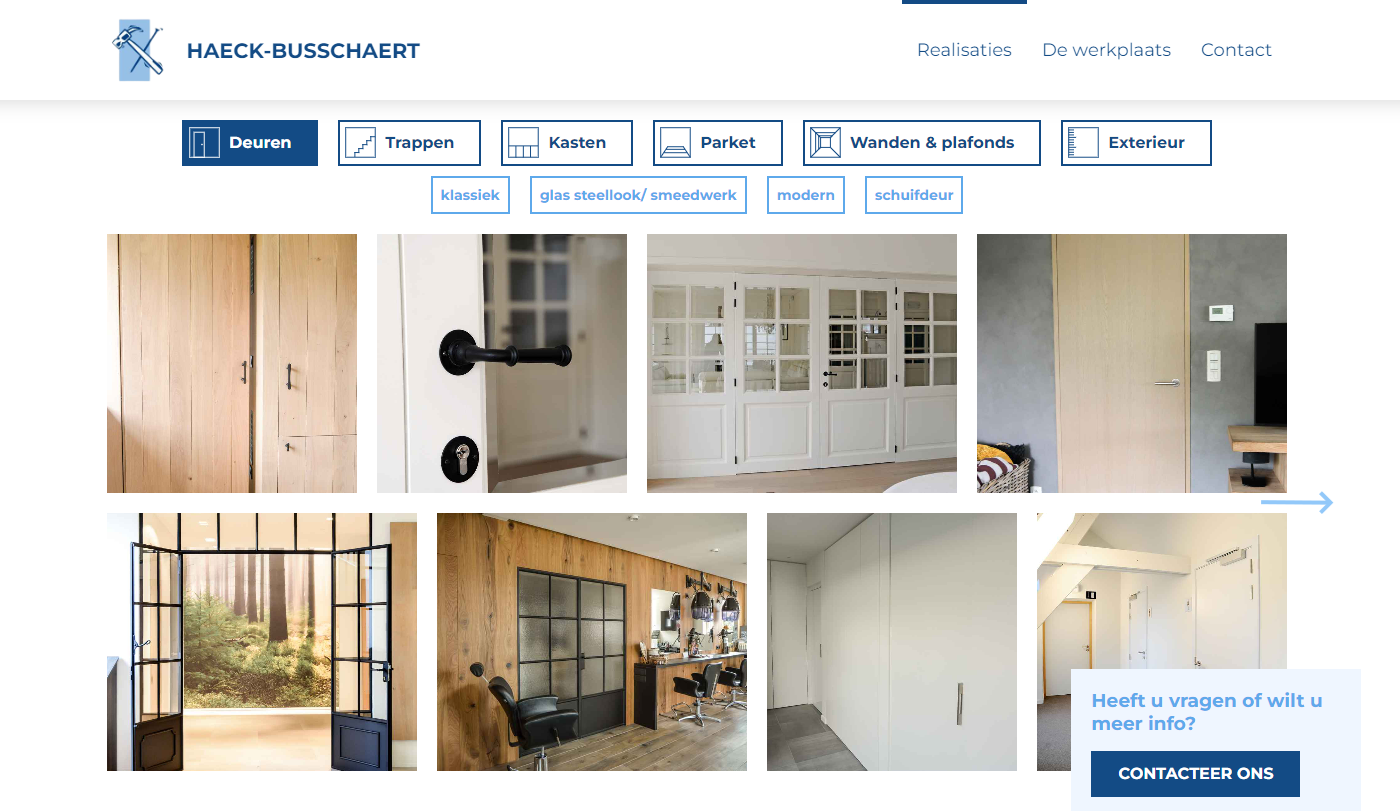 HAECK-BUSSCHAERT
Realisaties
De werkplaats
Contact
Deuren
Trappen
Kasten
Parket
Wanden & plafonds
Exterieur
klassiek
glas steellook/ smeedwerk
modern
schuifdeur
Heeft u vragen of wilt u
meer info?
CONTACTEER ONS